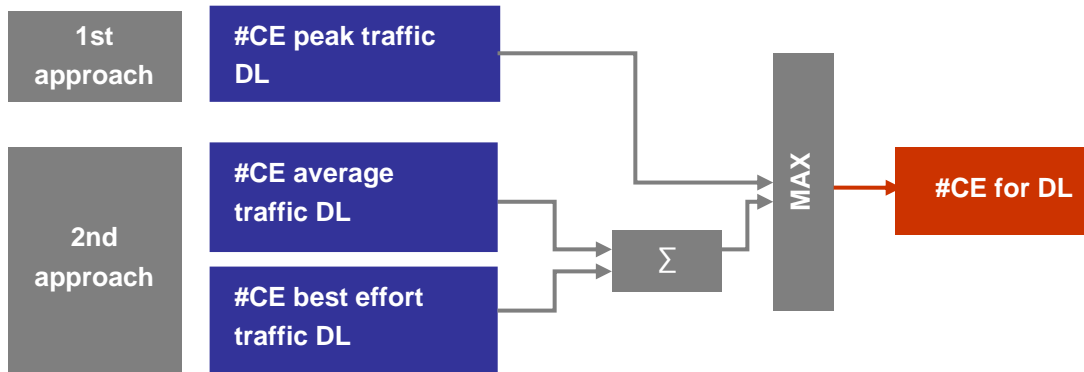 1st
approach
#CE peak traffic
DL
2nd
approach
#CE average
traffic DL
#CE best effort
traffic DL
Σ
MAX
#CE for DL